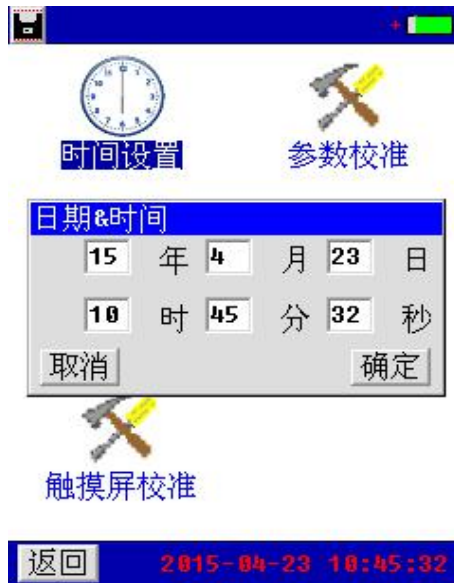 时间设置 参数校准
日期&时间
15 年 4 月 23 日
10 时 45 分 32 秒
取消 确定
触摸屏校准
返回 2015-04-23 10:45:32